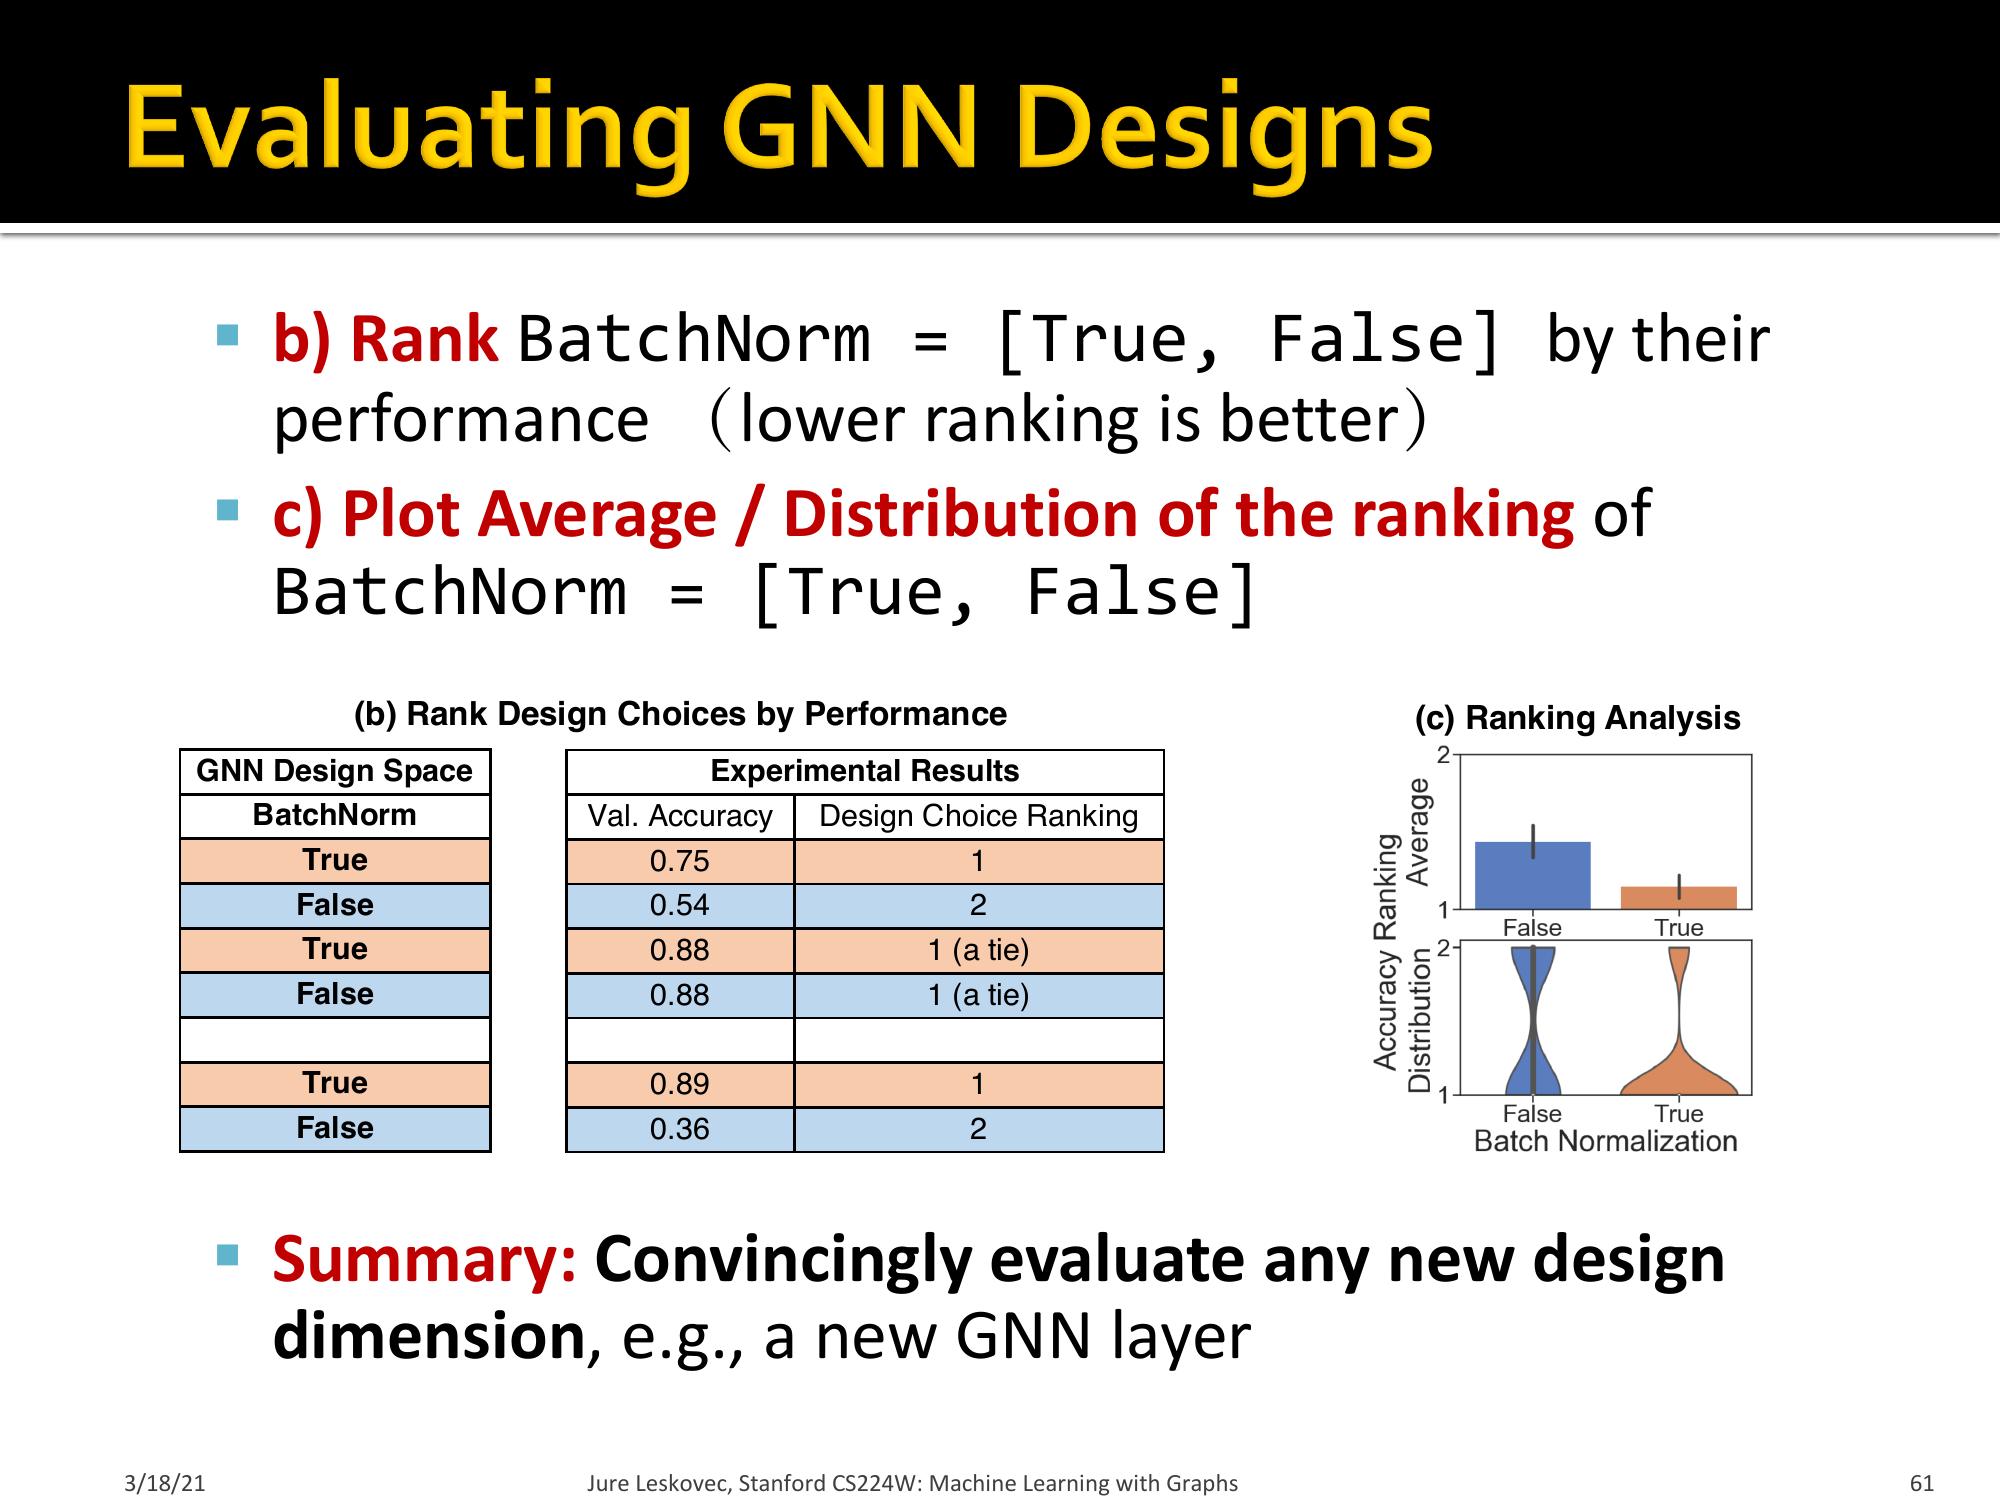 Evaluating GNN Designs
▪ b) Rank BatchNorm = [True, False] by their
performance （lower ranking is better）
▪ c) Plot Average / Distribution of the ranking of
BatchNorm = [True, False]
(b) Rank Design Choices by Performance
GNN Design Space
BatchNorm
True
False
True
False
True
False
Experimental Results
Val. Accuracy Design Choice Ranking
0.75 1
0.54 2
0.88 1 (a tie)
0.88 1 (a tie)
0.89 1
0.36 2
(c) Ranking Analysis
Accuracy Ranking
Average
2
1
False True
Distribution
2
1
False True
Batch Normalization
▪ Summary: Convincingly evaluate any new design
dimension, e.g., a new GNN layer
3/18/21 Jure Leskovec, Stanford CS224W: Machine Learning with Graphs 61